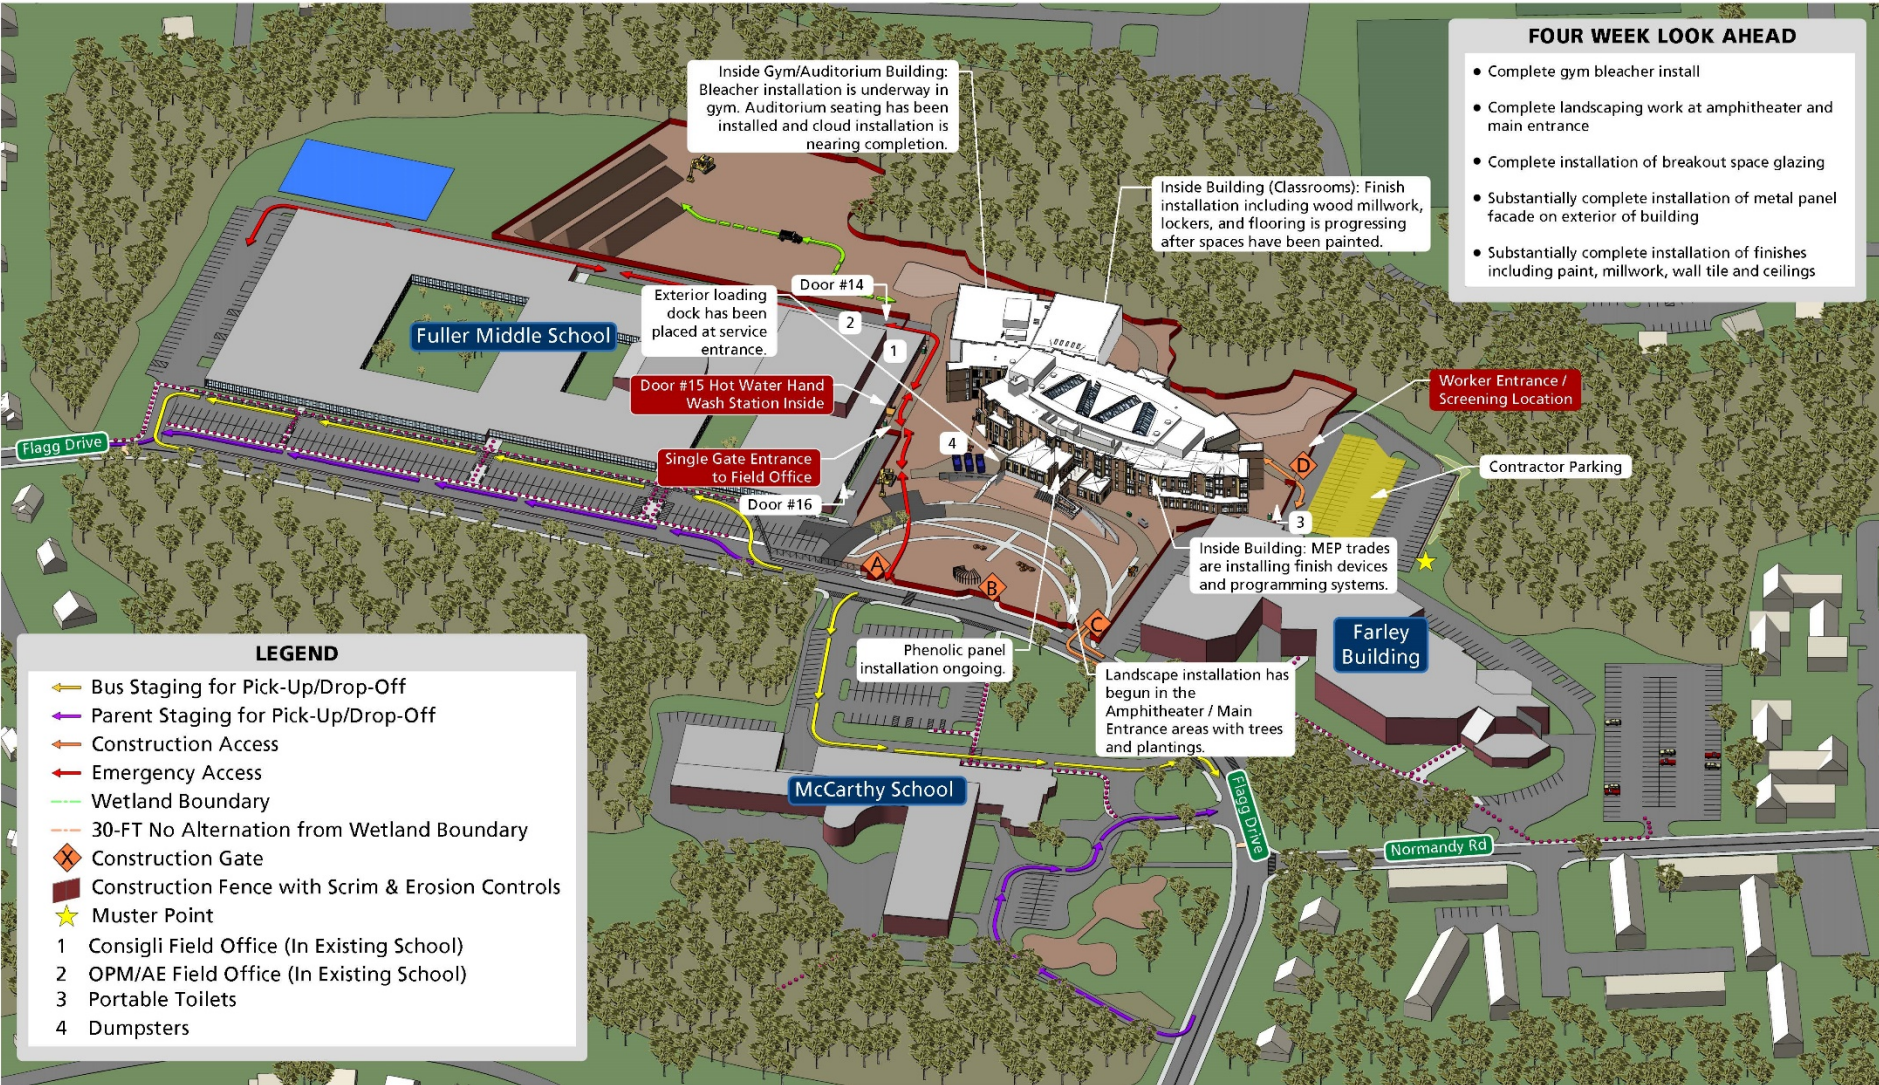 FOUR WEEK LOOK AHEAD
• Complete gym bleacher install
• Complete landscaping work at amphitheater and
main entrance
• Complete installation of breakout space glazing
• Substantially complete installation of metal panel
facade on exterior of building
• Substantially complete installation of finishes
including paint, millwork, wall tile and ceilings
Inside Gym/Auditorium Building:
Bleacher installation is underway in
gym. Auditorium seating has been
installed and cloud installation is
nearing completion.
Inside Building (Classrooms): Finish
installation including wood millwork,
lockers, and flooring is progressing
after spaces have been painted.
Door #14
Exterior loading
dock has been
placed at service
entrance.
2
1
Fuller Middle School
Door #15 Hot Water Hand
Wash Station Inside
Worker Entrance /
Screening Location
Flagg Drive
4
Single Gate Entrance
to Field Office
D
Contractor Parking
Door #16
3
Inside Building: MEP trades
are installing finish devices
and programming systems.
A
B
C
Farley
Building
Phenolic panel
installation ongoing.
Landscape installation has
begun in the
Amphitheater / Main
Entrance areas with trees
and plantings.
McCarthy School
Flagg Drive
Normandy Rd
LEGEND
Bus Staging for Pick-Up/Drop-Off
Parent Staging for Pick-Up/Drop-Off
Construction Access
Emergency Access
Wetland Boundary
30-FT No Alternation from Wetland Boundary
X Construction Gate
Construction Fence with Scrim & Erosion Controls
Muster Point
1 Consigli Field Office (In Existing School)
2 OPM/AE Field Office (In Existing School)
3 Portable Toilets
4 Dumpsters